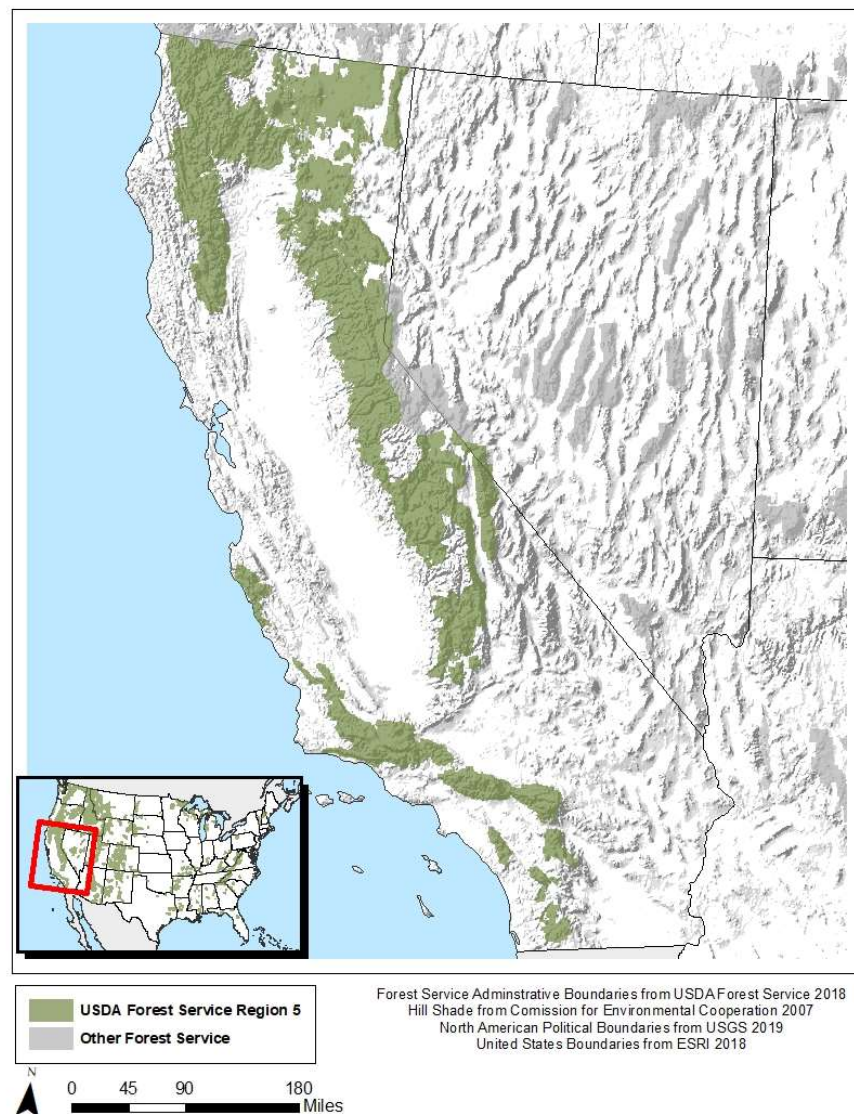 USDA Forest Service Region 5
Other Forest Service
Forest Service Adminstrative Boundaries from USDA Forest Service 2018
Hill Shade from Comission for Environmental Cooperation 2007
North American Political Boundaries from USGS 2019
United States Boundaries from ESRI 2018
N
0 45 90 180
Miles